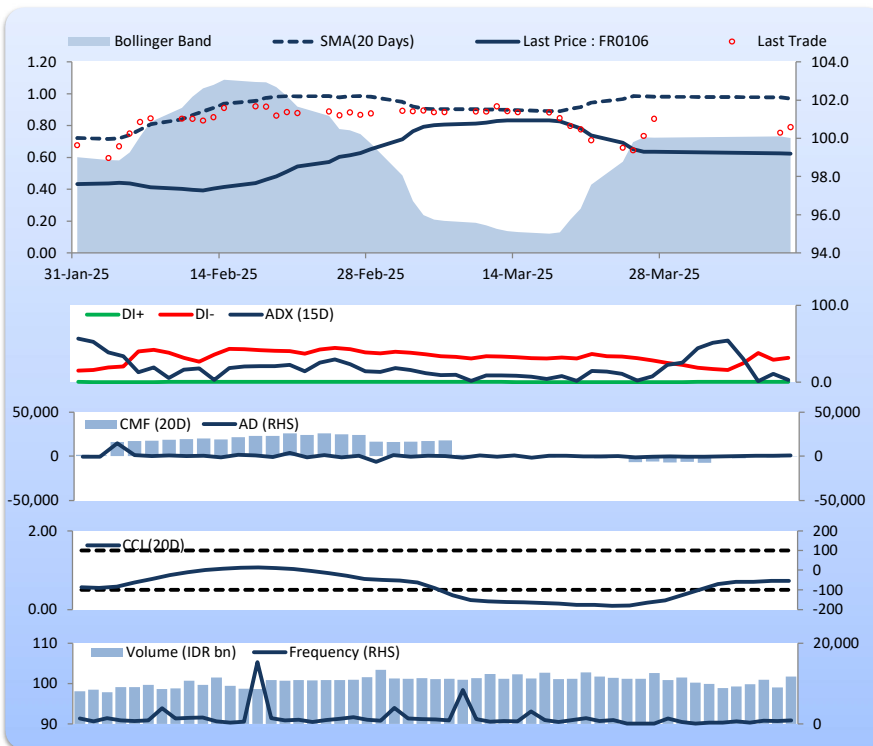 Bollinger Band SMA(20 Days) Last Price : FR0106 Last Trade
1.20 104.0
1.00 102.0
0.80 100.0
0.60 98.0
0.40
0.20 96.0
0.00 94.0
31-Jan-25 14-Feb-25 28-Feb-25 14-Mar-25 28-Mar-25
DI+ DI- ADX (15D) 100.0
0.0
50,000 CMF (20D) AD (RHS) 50,000
0 0
-50,000 -50,000
2.00 CCI (20D) 200
100
0
-100
0.00 -200
110 Volume (IDR bn) Frequency (RHS) 20,000
100
90 0